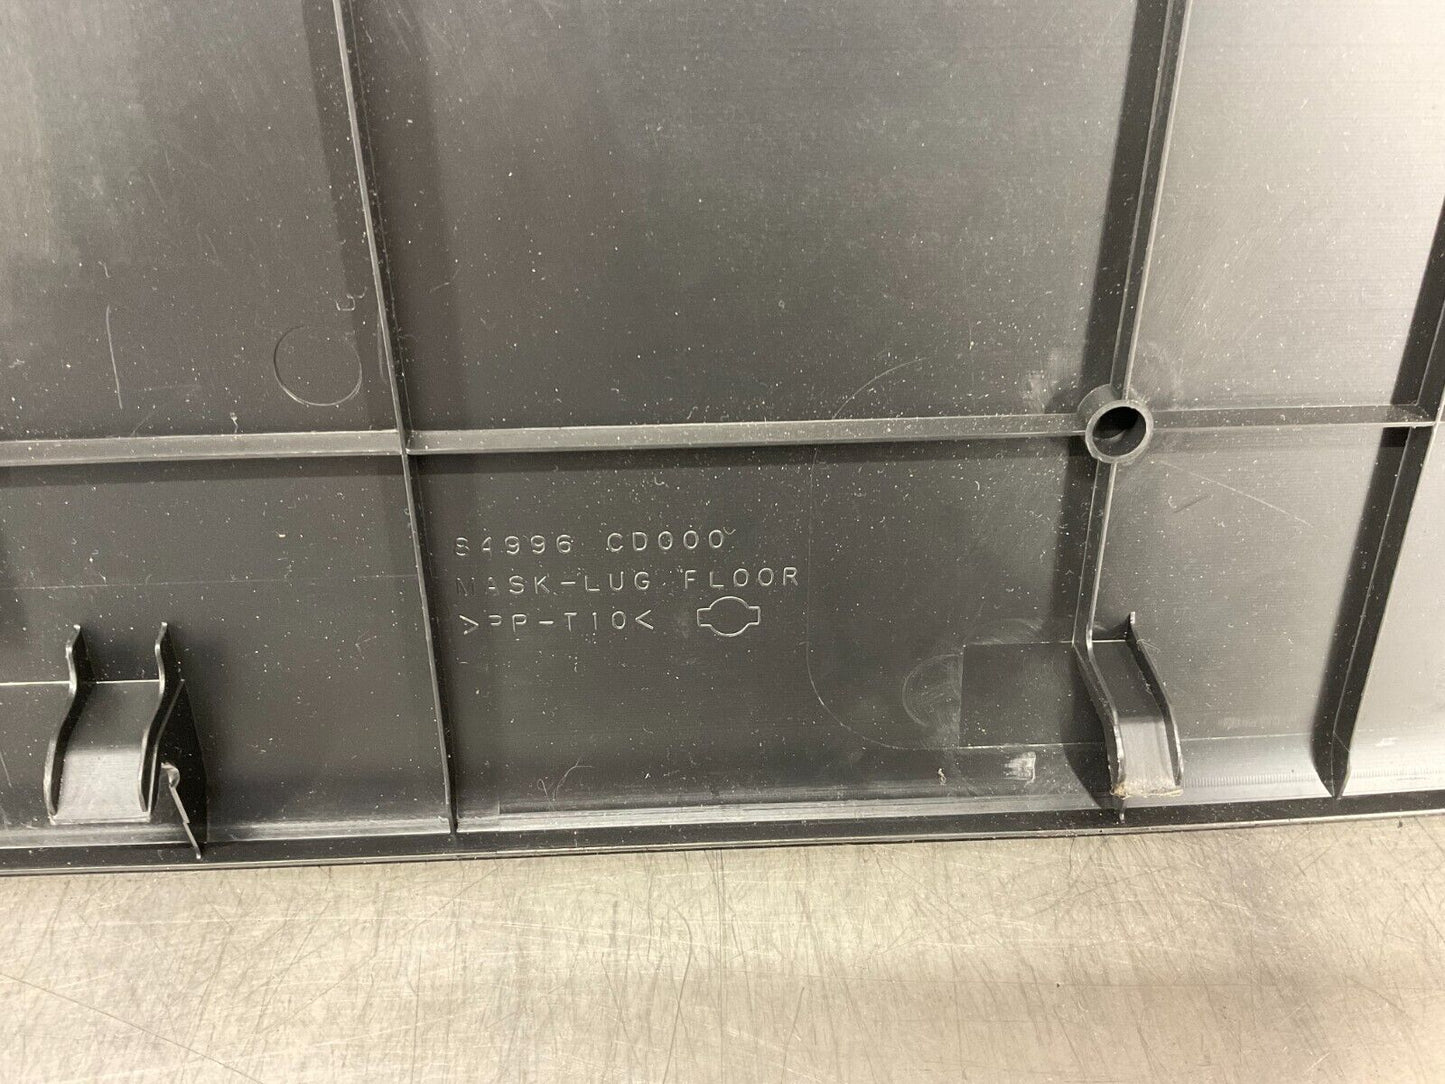 84996 CD000
MASK-LUG FLOOR
>PP-T10<